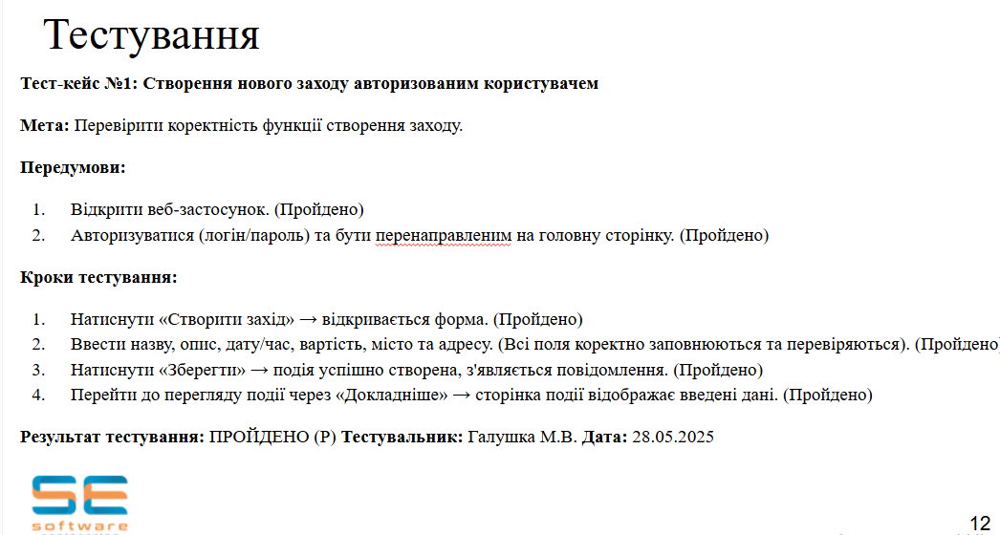 Тестування
Тест-кейс №1: Створення нового заходу авторизованим користувачем
Мета: Перевірити коректність функції створення заходу.
Передумови:
1. Відкрити веб-застосунок. (Пройдено)
2. Авторизуватися (логін/пароль) та бути перенаправленим на головну сторінку. (Пройдено)
Кроки тестування:
1. Натиснути «Створити захід» → відкривається форма. (Пройдено)
2. Ввести назву, опис, дату/час, вартість, місто та адресу. (Всі поля коректно заповнюються та перевіряються). (Пройдено)
3. Натиснути «Зберегти» → подія успішно створена, з'являється повідомлення. (Пройдено)
4. Перейти до перегляду події через «Докладніше» → сторінка події відображає введені дані. (Пройдено)
Результат тестування: ПРОЙДЕНО (P) Тестувальник: Галушка М.В. Дата: 28.05.2025
SE
software
12